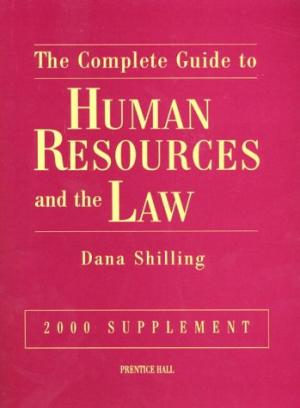 The Complete Guide to
HUMAN
RESOURCES
and the LAW
Dana Shilling
2000 SUPPLEMENT
PRENTICE HALL